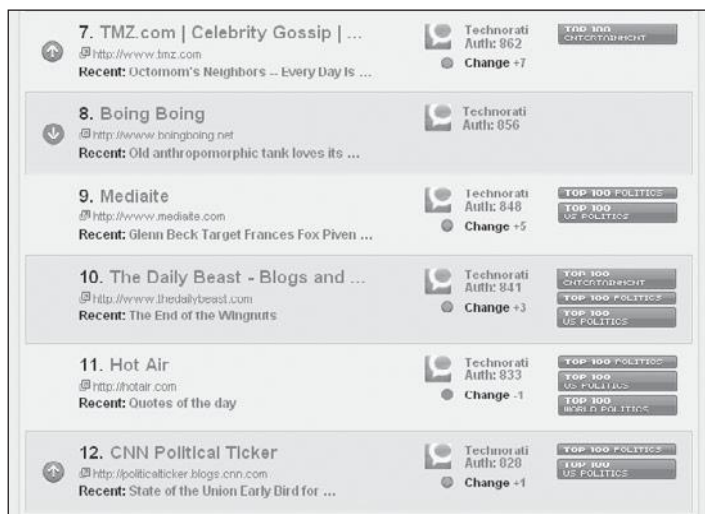 7. TMZ.com | Celebrity Gossip | ...
http://www.tmz.com
Recent: Octomom's Neighbors -- Every Day Is ...
Technorati
Auth: 862
Change +7
TOP 100
ENTERTAINMENT
8. Boing Boing
http://www.boingboing.net
Recent: Old anthropomorphic tank loves its ...
Technorati
Auth: 856
9. Mediaite
http://www.mediaite.com
Recent: Glenn Beck Target Frances Fox Piven ...
Technorati
Auth: 848
Change +5
TOP 100 POLITICS
TOP 100
US POLITICS
10. The Daily Beast - Blogs and ...
http://www.thedailybeast.com
Recent: The End of the Wingnuts
Technorati
Auth: 841
Change +3
TOP 100
ENTERTAINMENT
TOP 100 POLITICS
TOP 100
US POLITICS
11. Hot Air
http://hotair.com
Recent: Quotes of the day
Technorati
Auth: 833
Change -1
TOP 100 POLITICS
TOP 100
US POLITICS
TOP 100
WORLD POLITICS
12. CNN Political Ticker
http://politicalticker.blogs.cnn.com
Recent: State of the Union Early Bird for ...
Technorati
Auth: 828
Change +1
TOP 100 POLITICS
TOP 100
US POLITICS